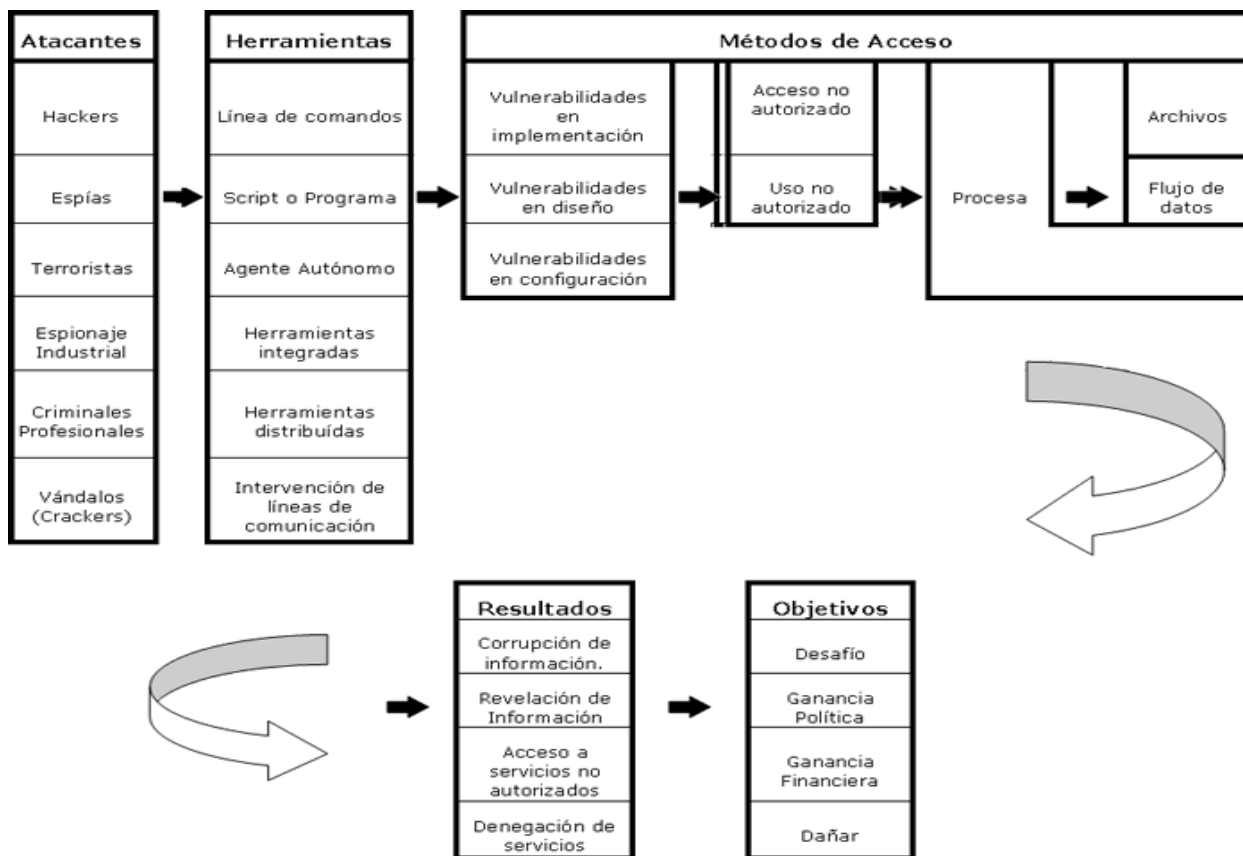 Atacantes
Hackers
Espías
Terroristas
Espionaje
Industrial
Criminales
Profesionales
Vándalos
(Crackers)
Herramientas
Línea de comandos
Script o Programa
Agente Autónomo
Herramientas
integradas
Herramientas
distribuídas
Intervención de
líneas de
comunicación
Métodos de Acceso
Vulnerabilidades
en
implementación
Vulnerabilidades
en diseño
Vulnerabilidades
en configuración
Acceso no
autorizado
Uso no
autorizado
Procesa
Archivos
Flujo de
datos
Resultados
Corrupción de
información.
Revelación de
Información
Acceso a
servicios no
autorizados
Denegación de
servicios
Objetivos
Desafío
Ganancia
Política
Ganancia
Financiera
Dañar